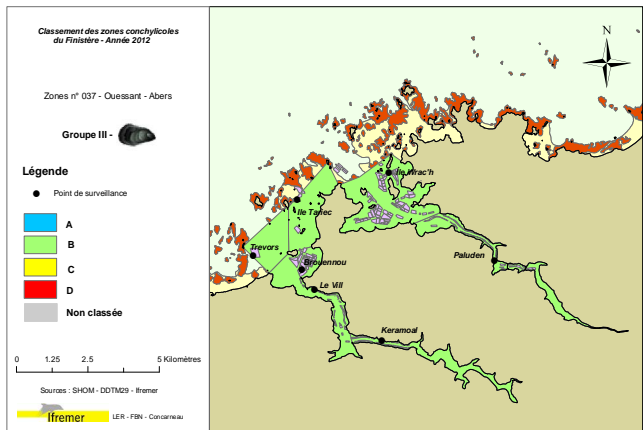 Classement des zones conchylicoles
du Finistère - Année 2012
Zones n° 037 - Ouessant - Abers
Groupe III -
Légende
Point de surveillance
A
B
C
D
Non classée
0 1.25 2.5 5 Kilomètres
Sources : SHOM - DDTM29 - Ifremer
Ifremer
LER - FBN - Concarneau
N
Ile Wrac'h
Ile Tariec
Trevors
Brouennou
Le Vill
Paluden
Keramoal